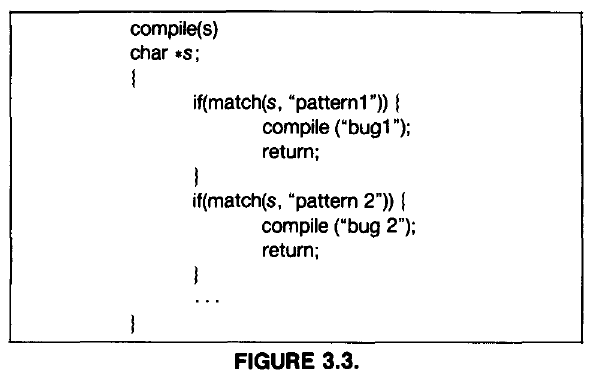 compile(s)
char *s;
{
if(match(s, "pattern1")) {
compile ("bug1");
return;
}
if(match(s, "pattern 2")) {
compile ("bug 2");
return;
}
...
}
FIGURE 3.3.